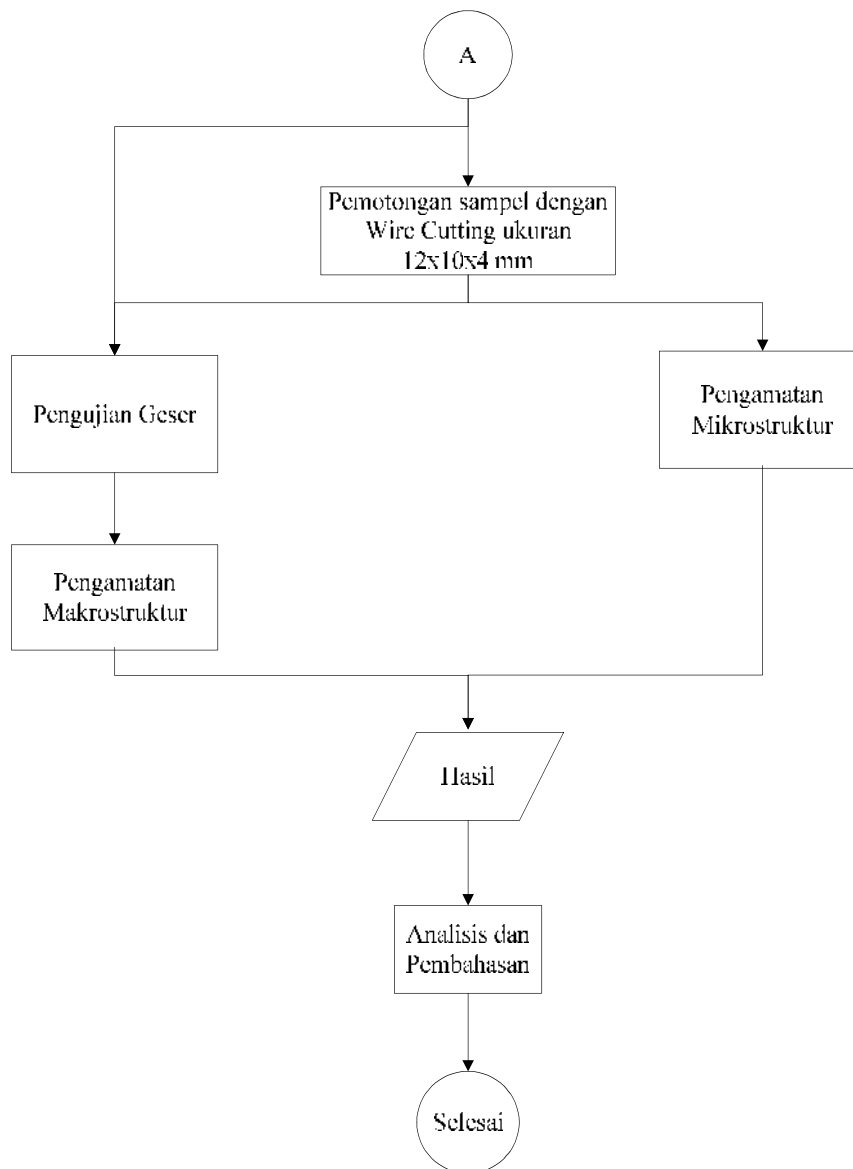 A
Pemotongan sampel dengan
Wire Cutting ukuran
12x10x4 mm
Pengujian Geser
Pengamatan
Mikrostruktur
Pengamatan
Makrostruktur
Hasil
Analisis dan
Pembahasan
Selesai